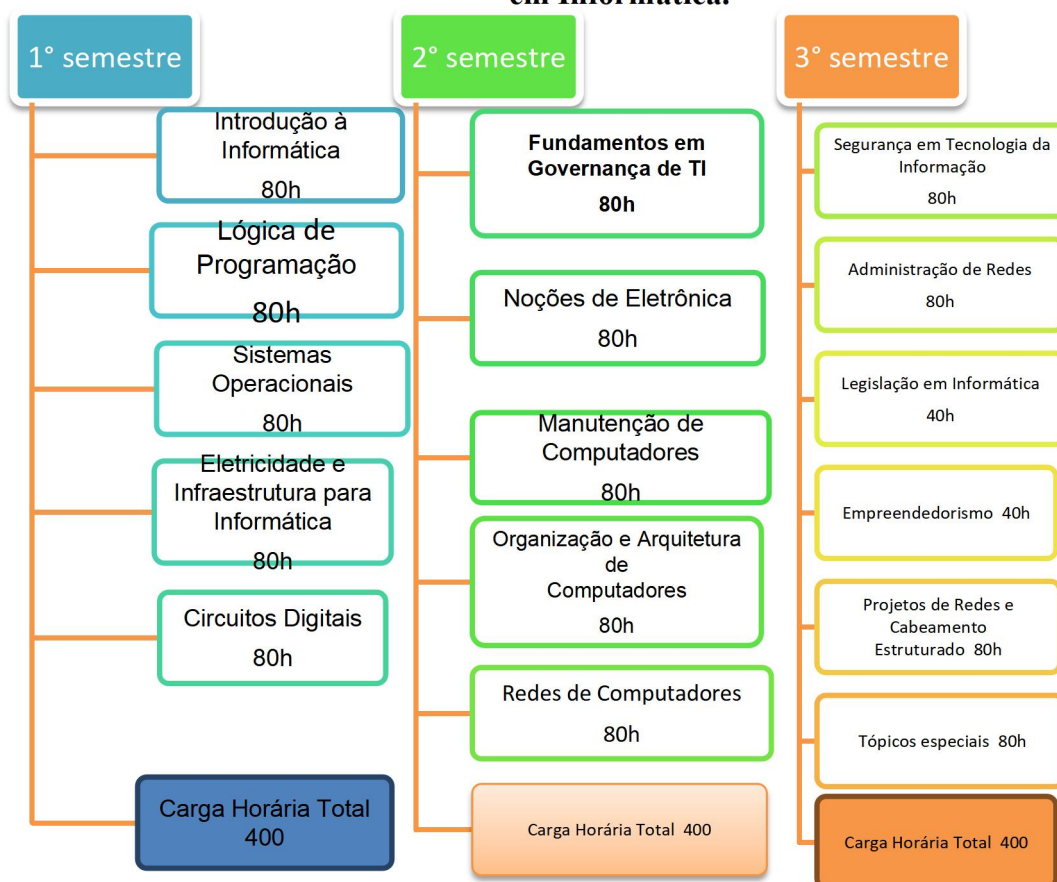 em Informática.
1° semestre
Introdução à
Informática
80h
Lógica de
Programação
80h
Sistemas
Operacionais
80h
Eletricidade e
Infraestrutura para
Informática
80h
Circuitos Digitais
80h
Carga Horária Total
400
2° semestre
Fundamentos em
Governança de TI
80h
Noções de Eletrônica
80h
Manutenção de
Computadores
80h
Organização e Arquitetura
de
Computadores
80h
Redes de Computadores
80h
Carga Horária Total 400
3° semestre
Segurança em Tecnologia da
Informação
80h
Administração de Redes
80h
Legislação em Informática
40h
Empreendedorismo 40h
Projetos de Redes e
Cabeamento
Estruturado 80h
Tópicos especiais 80h
Carga Horária Total 400